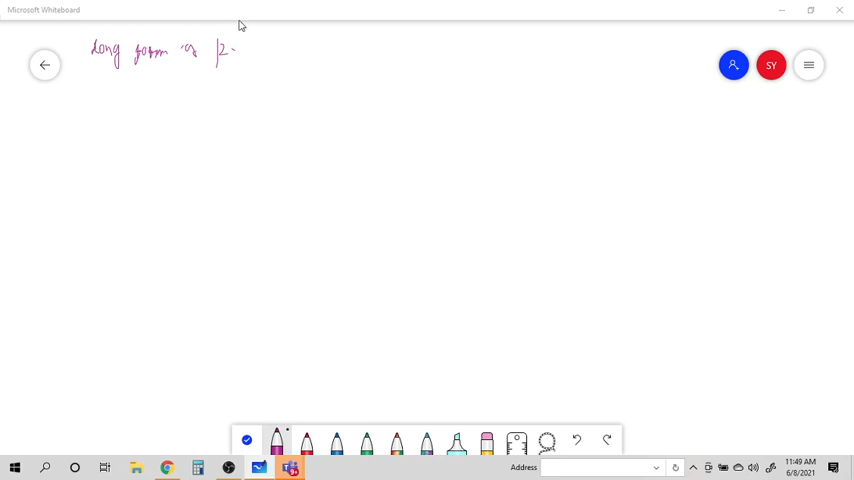 Microsoft Whiteboard
Long form of
SY
Address
11:49 AM
6/8/2021